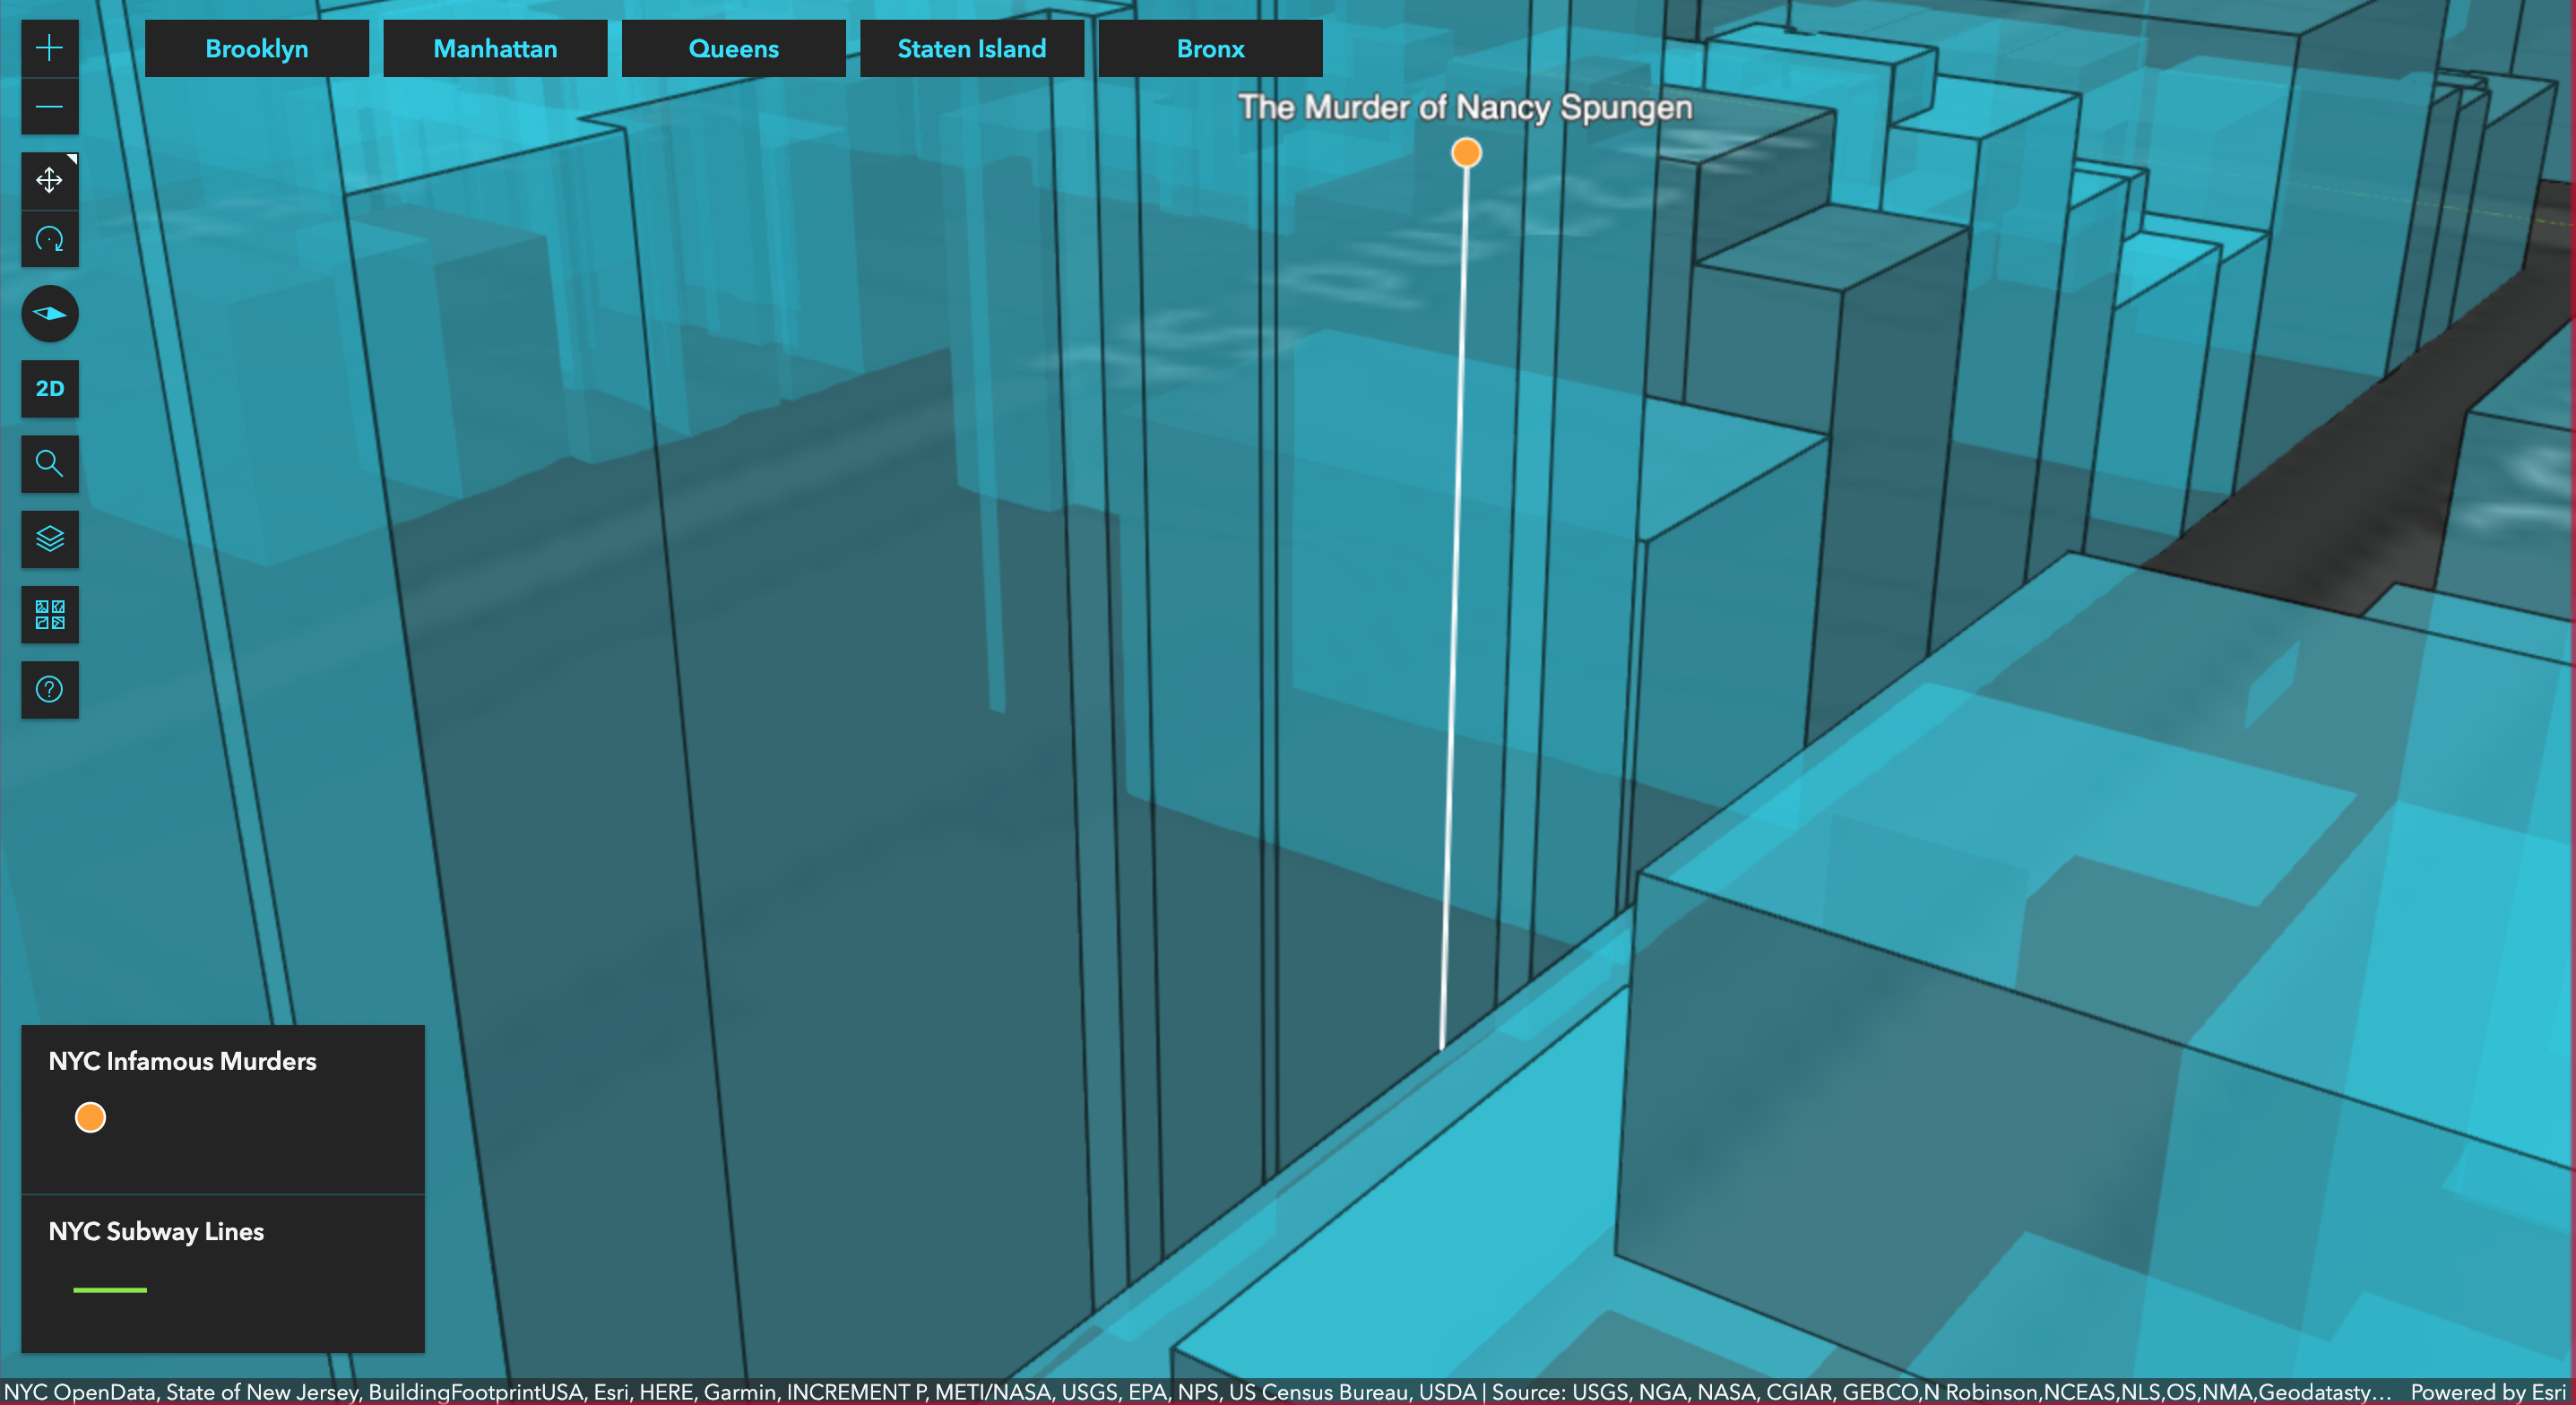 Brooklyn
Manhattan
Queens
Staten Island
Bronx
The Murder of Nancy Spungen
2D
NYC Infamous Murders
NYC Subway Lines
NYC OpenData, State of New Jersey, BuildingFootprintUSA, Esri, HERE, Garmin, INCREMENT P, METI/NASA, USGS, EPA, NPS, US Census Bureau, USDA | Source: USGS, NGA, NASA, CGIAR, GEBCO,N Robinson,NCEAS,NLS,OS,NMA,Geodatasty...
Powered by Esri